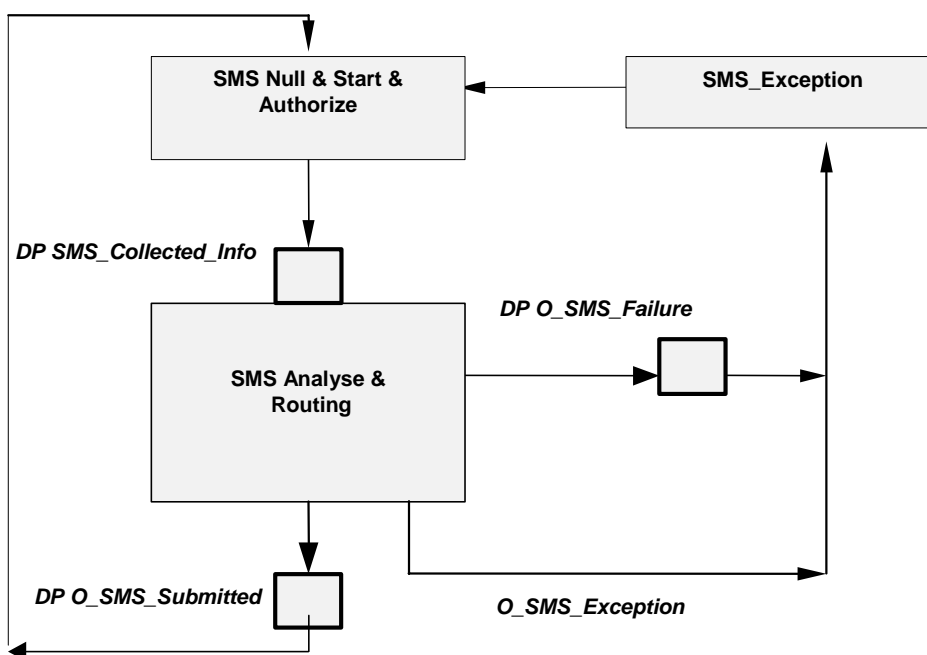 SMS Null & Start &
Authorize
SMS_Exception
DP SMS_Collected_Info
DP O_SMS_Failure
SMS Analyse &
Routing
DP O_SMS_Submitted
O_SMS_Exception